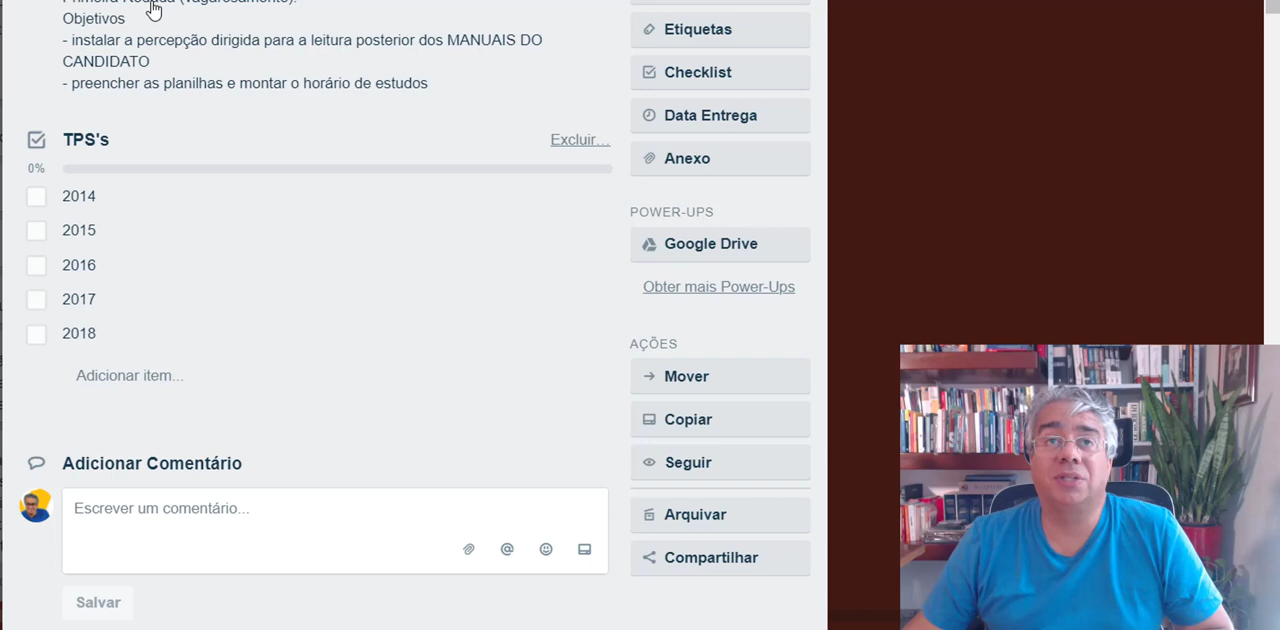 Objetivos
- instalar a percepção dirigida para a leitura posterior dos MANUAIS DO
CANDIDATO
- preencher as planilhas e montar o horário de estudos
TPS's
Excluir...
0%
2014
2015
2016
2017
2018
Adicionar item...
Adicionar Comentário
Escrever um comentário...
@
Salvar
Etiquetas
Checklist
Data Entrega
Anexo
POWER-UPS
Google Drive
Obter mais Power-Ups
AÇÕES
Mover
Copiar
Seguir
Arquivar
Compartilhar